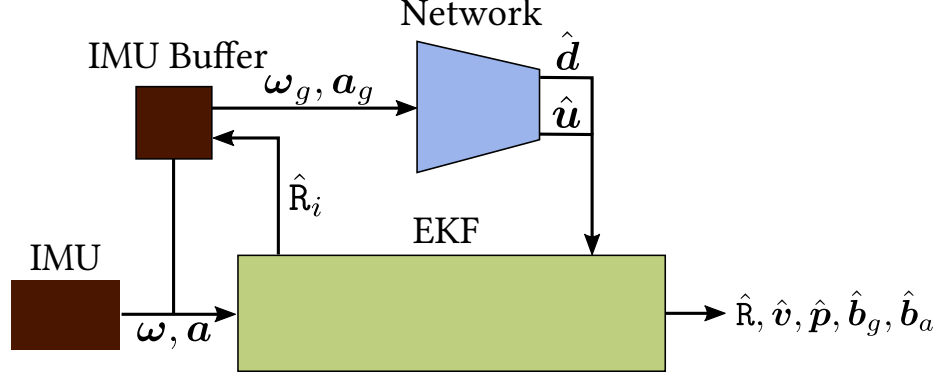 Network
IMU Buffer
ω_g, a_g
d̂
û
R̂_i
EKF
IMU
ω, a
R̂, v̂, p̂, b̂_g, b̂_a